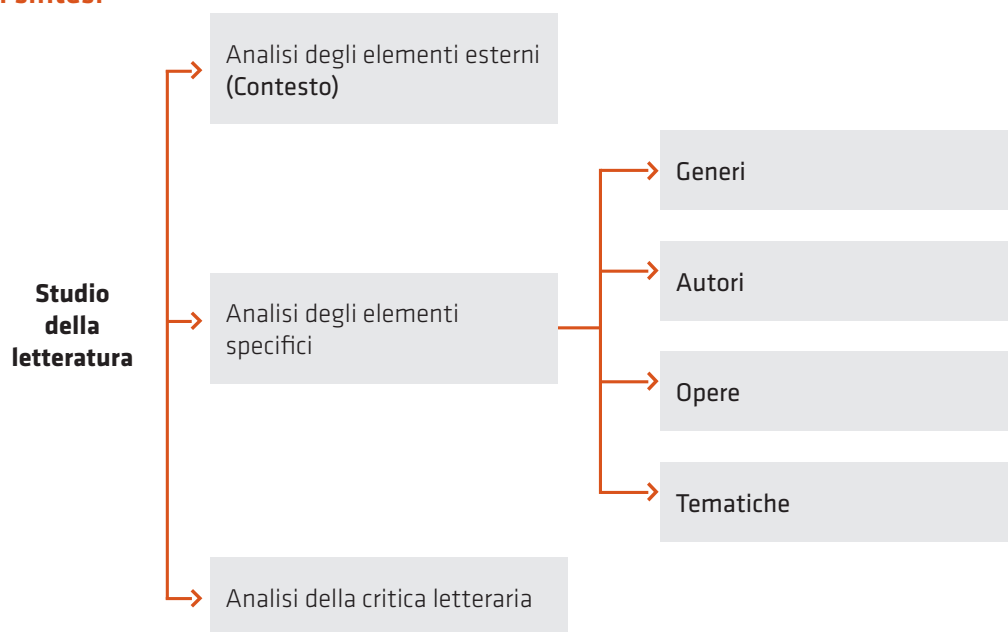 Analisi degli elementi esterni
(Contesto)
Generi
Autori
Studio
della
letteratura
Analisi degli elementi
specifici
Opere
Tematiche
Analisi della critica letteraria